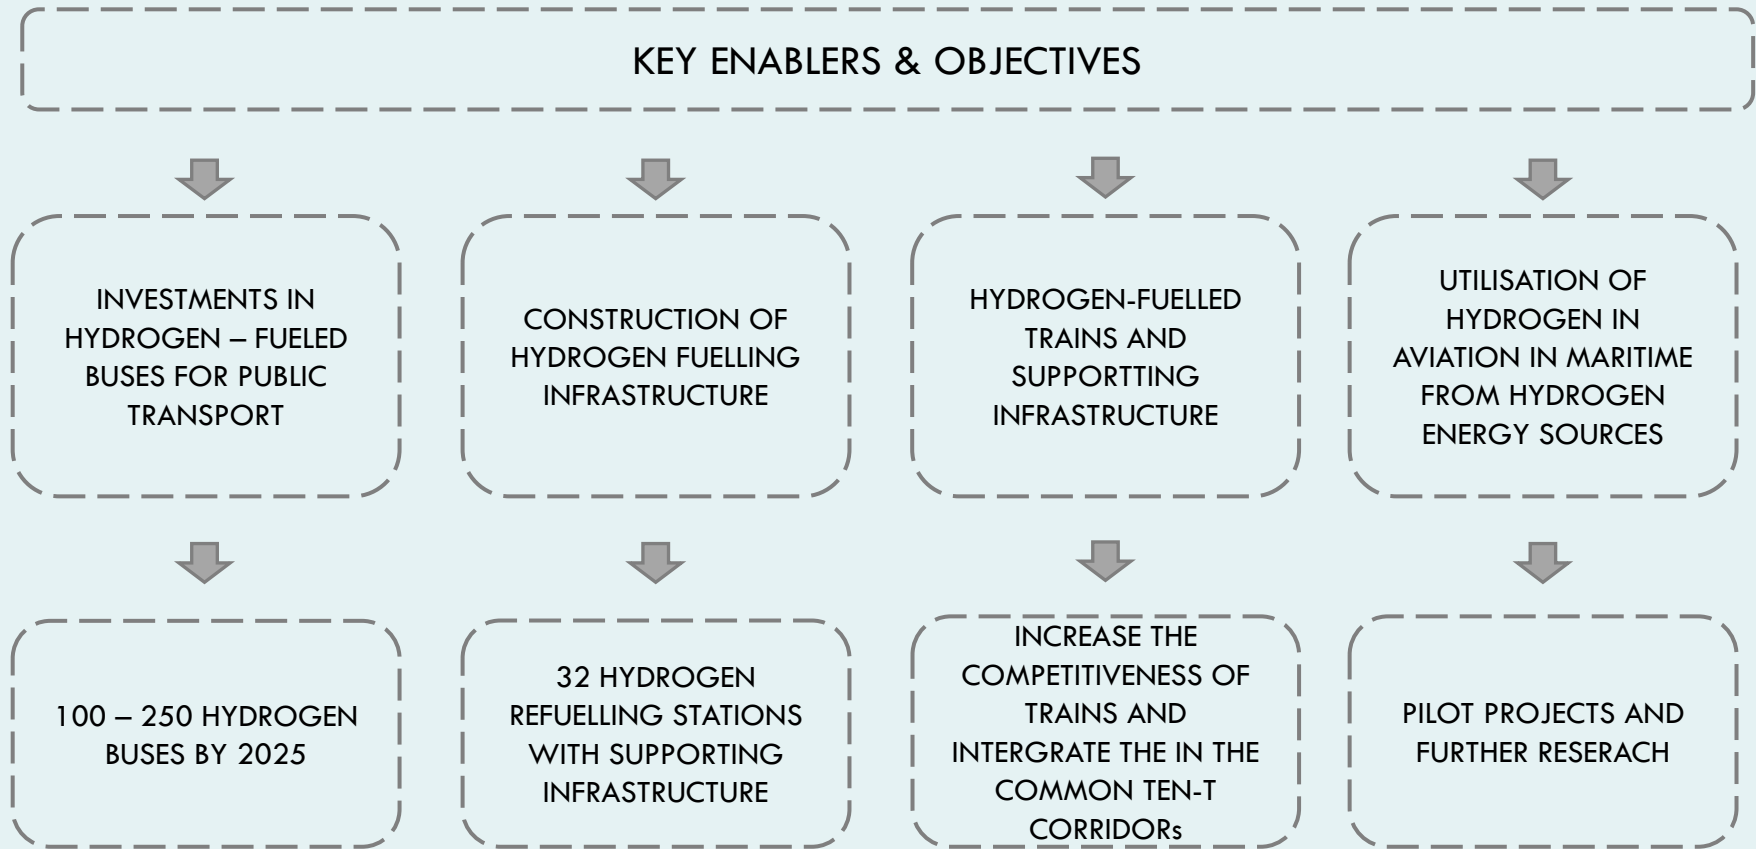 KEY ENABLERS & OBJECTIVES
INVESTMENTS IN
HYDROGEN – FUELED
BUSES FOR PUBLIC
TRANSPORT
CONSTRUCTION OF
HYDROGEN FUELLING
INFRASTRUCTURE
HYDROGEN-FUELLED
TRAINS AND
SUPPORTTING
INFRASTRUCTURE
UTILISATION OF
HYDROGEN IN
AVIATION IN MARITIME
FROM HYDROGEN
ENERGY SOURCES
100 – 250 HYDROGEN
BUSES BY 2025
32 HYDROGEN
REFUELLING STATIONS
WITH SUPPORTING
INFRASTRUCTURE
INCREASE THE
COMPETITIVENESS OF
TRAINS AND
INTERGRATE THE IN THE
COMMON TEN-T
CORRIDORs
PILOT PROJECTS AND
FURTHER RESERACH